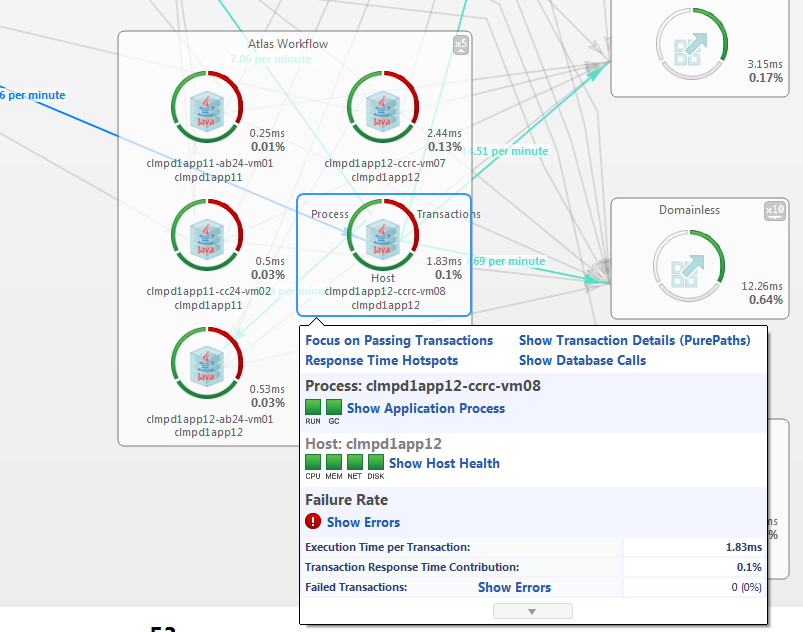 Atlas Workflow
x5
7.06 per minute
6 per minute
3.15ms
0.17%
0.25ms
0.01%
clmpd1app11-ab24-vm01
clmpd1app11
2.44ms
0.13%
clmpd1app12-ccrc-vm07
clmpd1app12
.51 per minute
Process
Transactions
Domainless
x10
0.5ms
0.03%
clmpd1app11-cc24-vm02
clmpd1app11
1.83ms
0.1%
Host
clmpd1app12-ccrc-vm08
clmpd1app12
69 per minute
9 per minute
12.26ms
0.64%
Java
Java
Java
Java
Java
0.53ms
0.03%
clmpd1app12-ab24-vm01
clmpd1app12
Focus on Passing Transactions
Show Transaction Details (PurePaths)
Response Time Hotspots
Show Database Calls
Process: clmpd1app12-ccrc-vm08
Show Application Process
RUN GC
Host: clmpd1app12
Show Host Health
CPU MEM NET DISK
Failure Rate
! Show Errors
Execution Time per Transaction: 1.83ms
Transaction Response Time Contribution: 0.1%
Failed Transactions: Show Errors 0 (0%)
ms
%